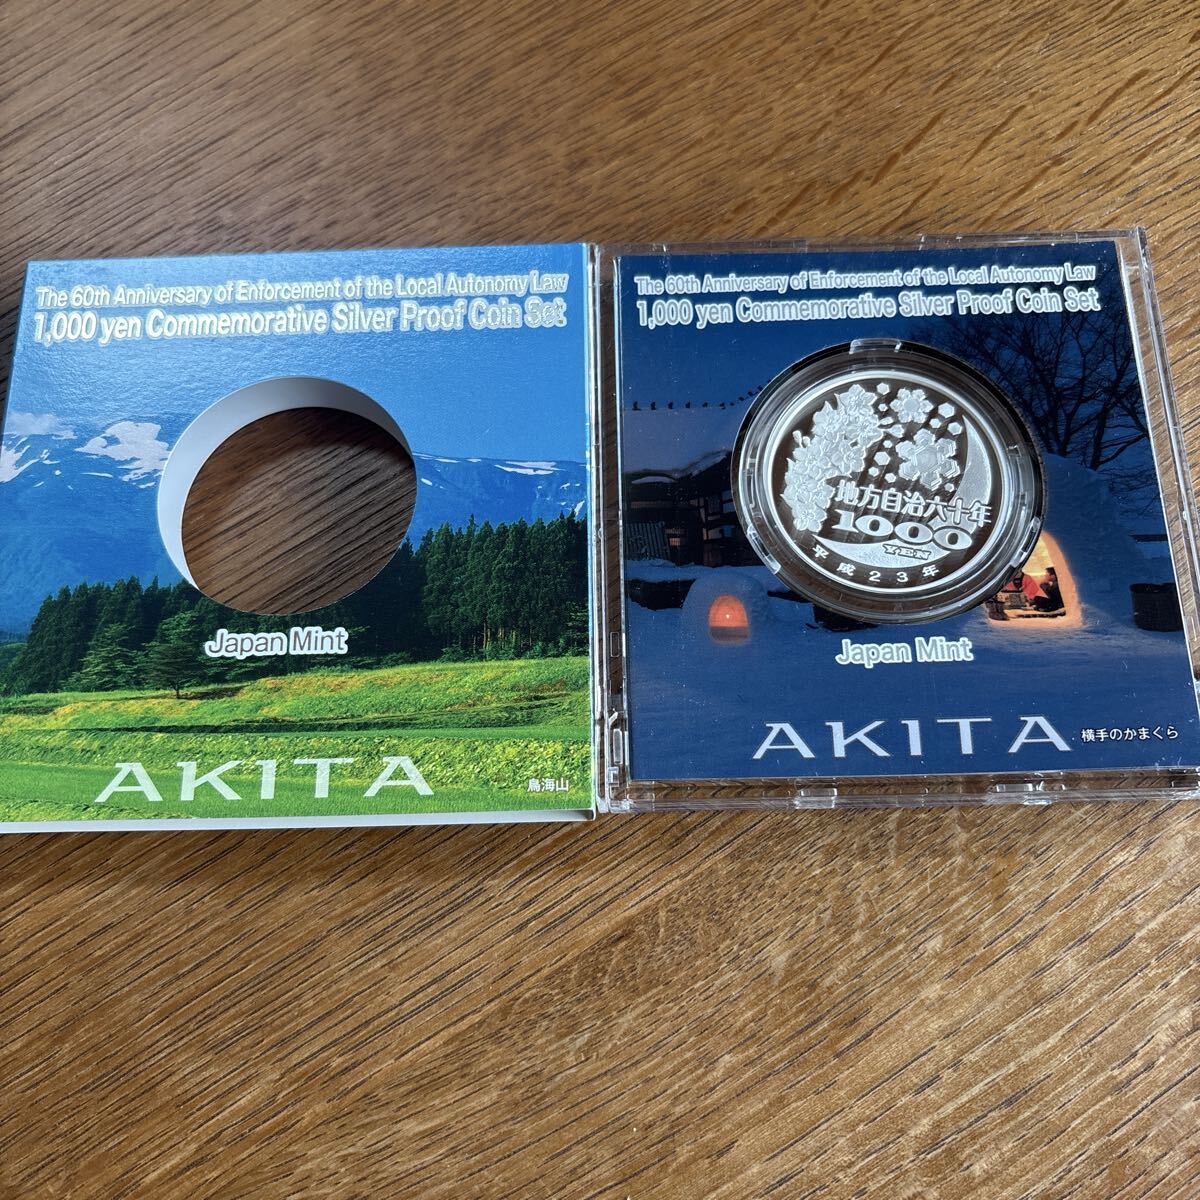 The 60th Anniversary of Enforcement of the Local Autonomy Law
1,000 yen Commemorative Silver Proof Coin Set
Japan Mint
AKITA
鳥海山
The 60th Anniversary of Enforcement of the Local Autonomy Law
1,000 yen Commemorative Silver Proof Coin Set
地方自治六十年
1000
YEN
平成23年
Japan Mint
AKITA
横手のかまくら